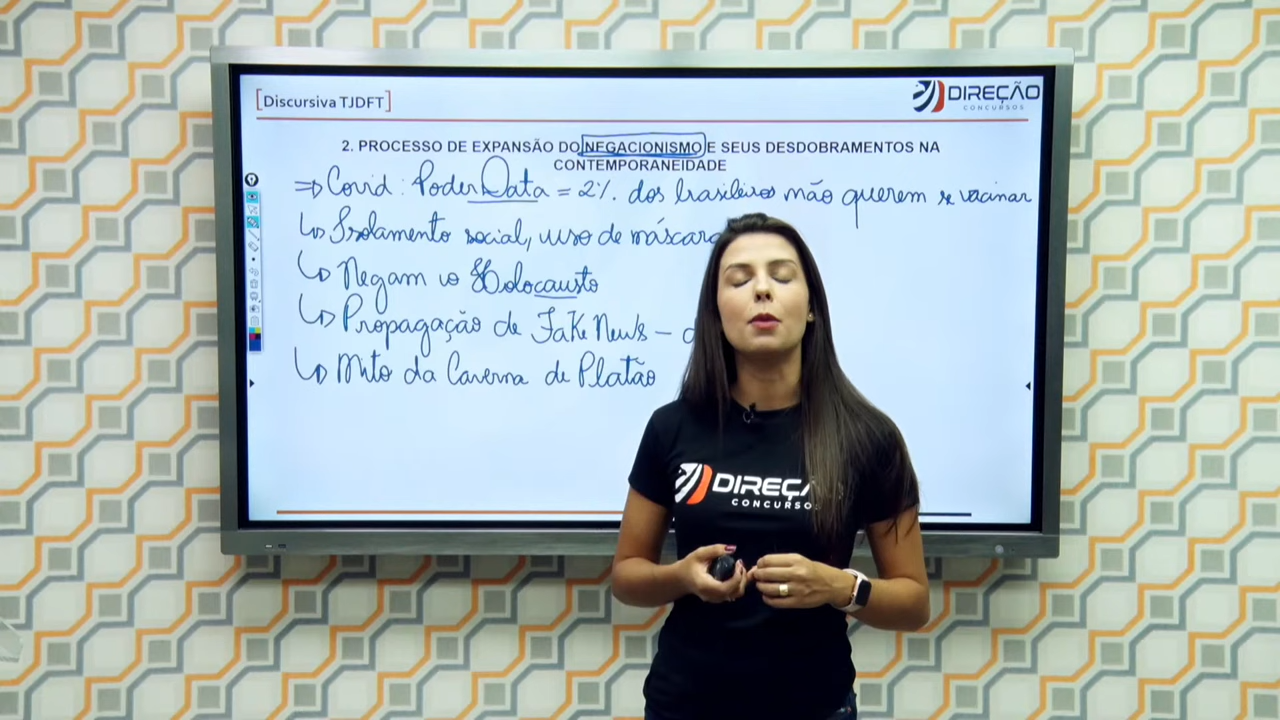 [Discursiva TJDFT]
DIREÇÃO
CONCURSOS
2. PROCESSO DE EXPANSÃO DO NEGACIONISMO E SEUS DESDOBRAMENTOS NA
CONTEMPORANEIDADE
⇒ Covid: PoderData = 2%. dos brasileiros não querem se vacinar
↳ Isolamento social, uso de máscara
↳ Negam o Holocausto
↳ Propagação de Fake News –
↳ Mito da Caverna de Platão
DIREÇÃ
CONCURSOS